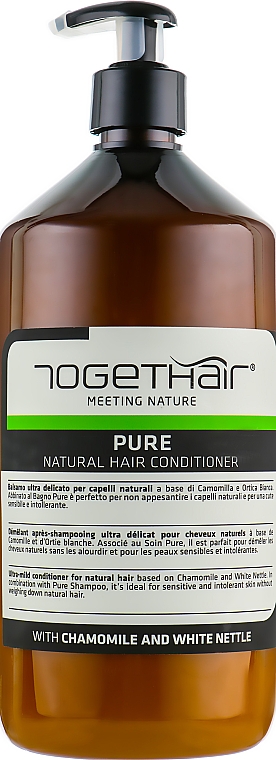 TOGETHair®
MEETING NATURE
PURE
NATURAL HAIR CONDITIONER
Balsamo ultra delicato per capelli naturali a base di Camomilla e Ortica Bianca.
Abbinato al Bagno Pure è perfetto per non appesantire i capelli naturali e per una cute
sensibile e intollerante.
Démêlant après-shampooing ultra délicat pour cheveux naturels à base de
Camomille et d'Ortie blanche. Associé au Soin Pure, il est parfait pour démêler les
cheveux naturels sans les alourdir et pour les peaux sensibles et intolérantes.
Ultra-mild conditioner for natural hair based on Chamomile and White Nettle. In
combination with Pure Shampoo, it's ideal for sensitive and intolerant skin without
weighing down natural hair.
WITH CHAMOMILE AND WHITE NETTLE